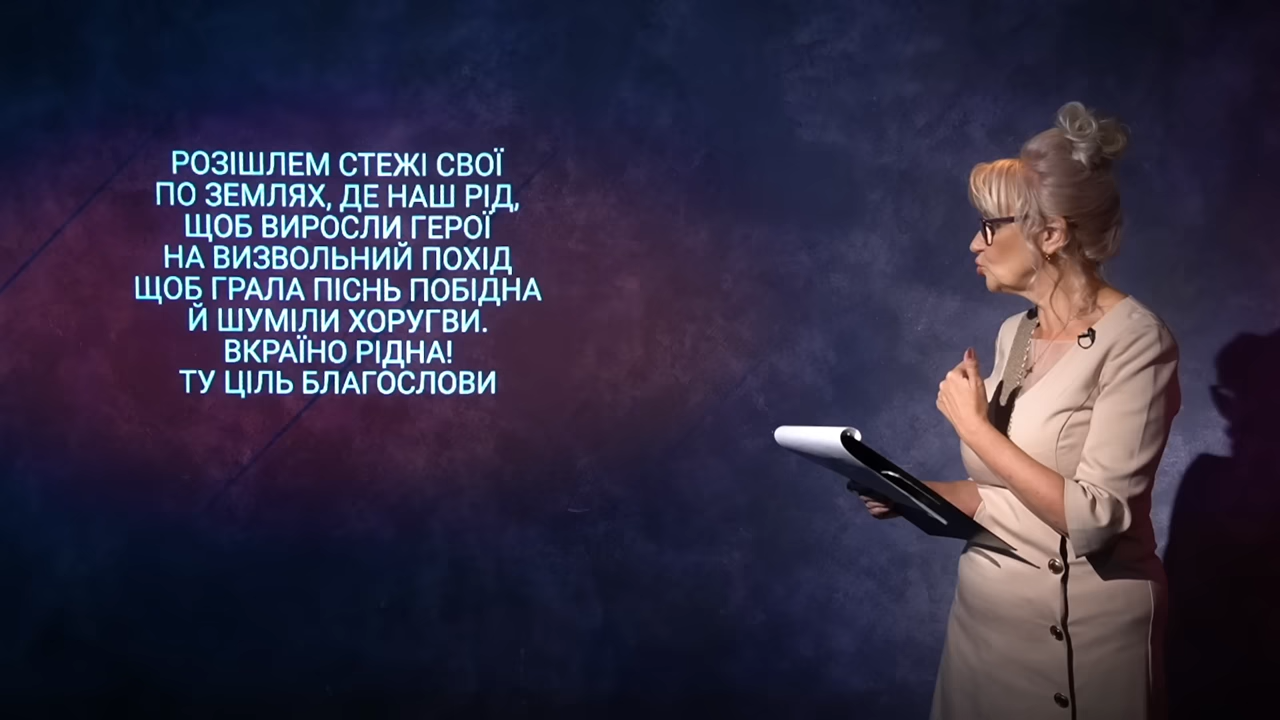 РОЗІШЛЕМ СТЕЖІ СВОЇ
ПО ЗЕМЛЯХ, ДЕ НАШ РІД,
ЩОБ ВИРОСЛИ ГЕРОЇ
НА ВИЗВОЛЬНИЙ ПОХІД
ЩОБ ГРАЛА ПІСНЬ ПОБІДНА
Й ШУМІЛИ ХОРУГВИ.
ВКРАЇНО РІДНА!
ТУ ЦІЛЬ БЛАГОСЛОВИ